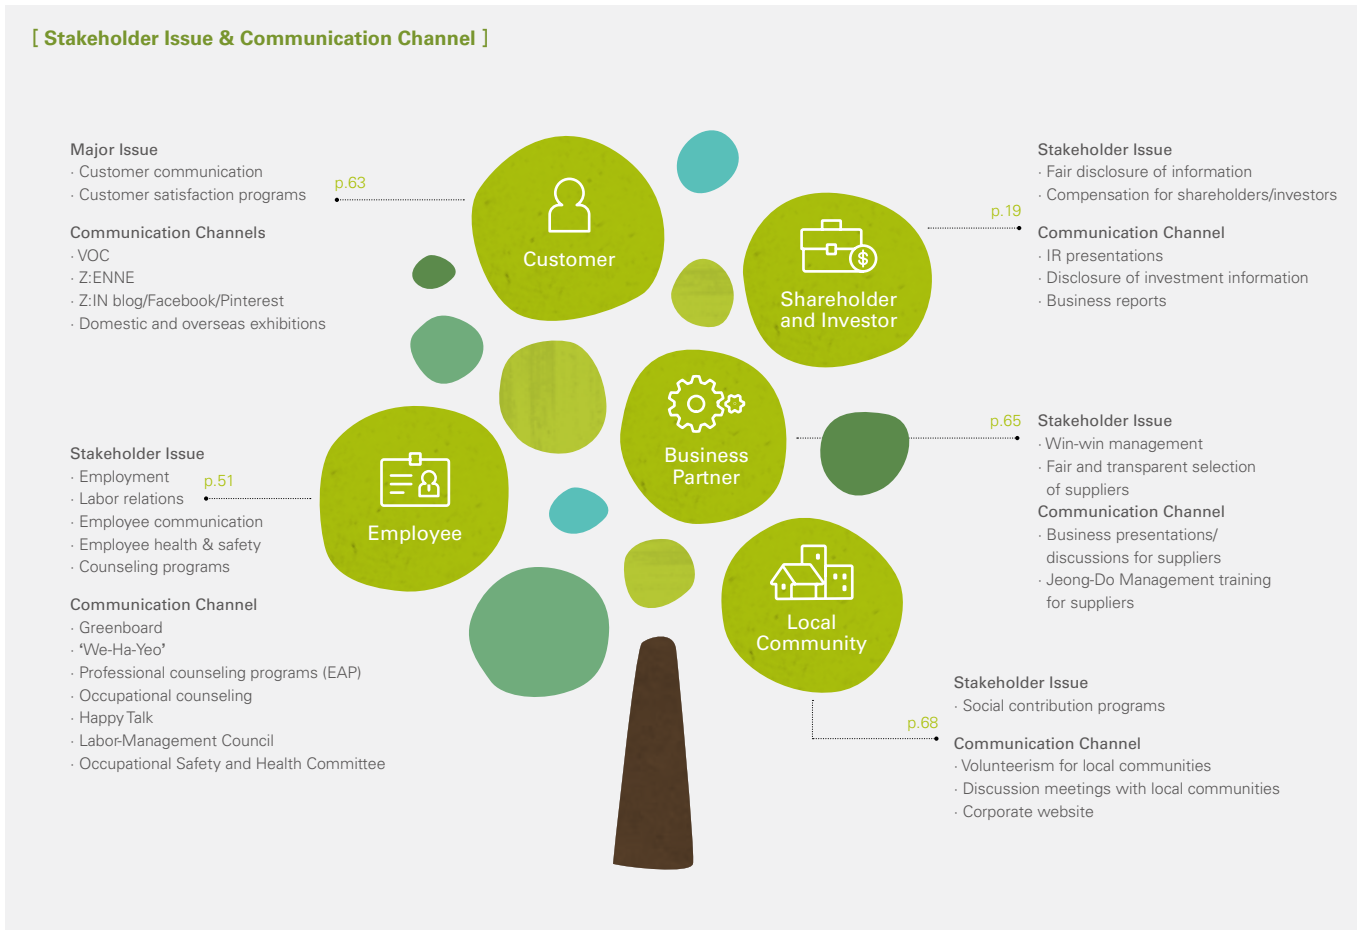 [ Stakeholder Issue & Communication Channel ]
Major Issue
· Customer communication
· Customer satisfaction programs
p.63
Communication Channels
· VOC
· Z:ENNE
· Z:IN blog/Facebook/Pinterest
· Domestic and overseas exhibitions
Customer
Stakeholder Issue
· Fair disclosure of information
· Compensation for shareholders/investors
p.19
Communication Channel
· IR presentations
· Disclosure of investment information
· Business reports
$
Shareholder
and Investor
Stakeholder Issue
· Employment
· Labor relations
· Employee communication
· Employee health & safety
· Counseling programs
p.51
Communication Channel
· Greenboard
· ‘We-Ha-Yeo’
· Professional counseling programs (EAP)
· Occupational counseling
· Happy Talk
· Labor-Management Council
· Occupational Safety and Health Committee
Employee
Business
Partner
p.65
Stakeholder Issue
· Win-win management
· Fair and transparent selection
of suppliers
Communication Channel
· Business presentations/
discussions for suppliers
· Jeong-Do Management training
for suppliers
Local
Community
p.68
Stakeholder Issue
· Social contribution programs
Communication Channel
· Volunteerism for local communities
· Discussion meetings with local communities
· Corporate website